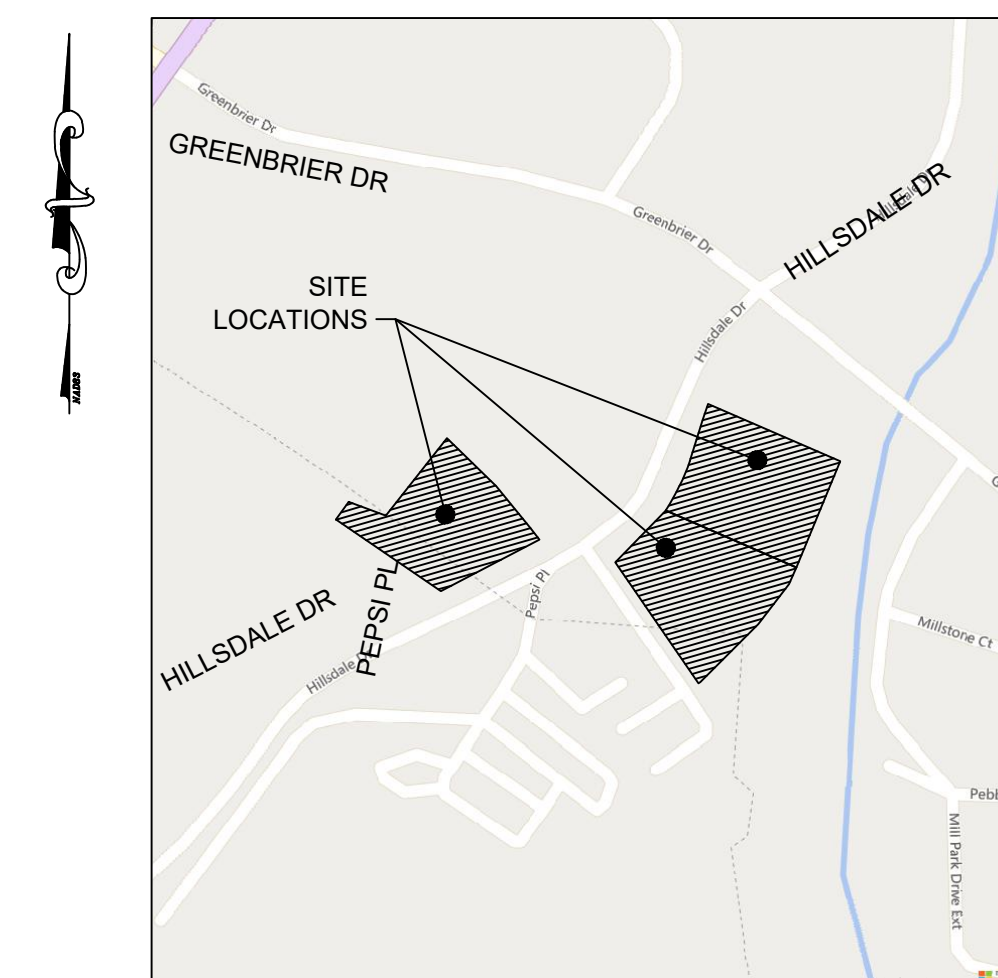 Greenbrier Dr
GREENBRIER DR
Greenbrier Dr
HILLSDALE DR
Hillsdale Dr
SITE
LOCATIONS
NAD83
Pepsi Pl
PEPSI PL
HILLSDALE DR
Hillsdale
Millstone Ct
Mill Park Drive Ext